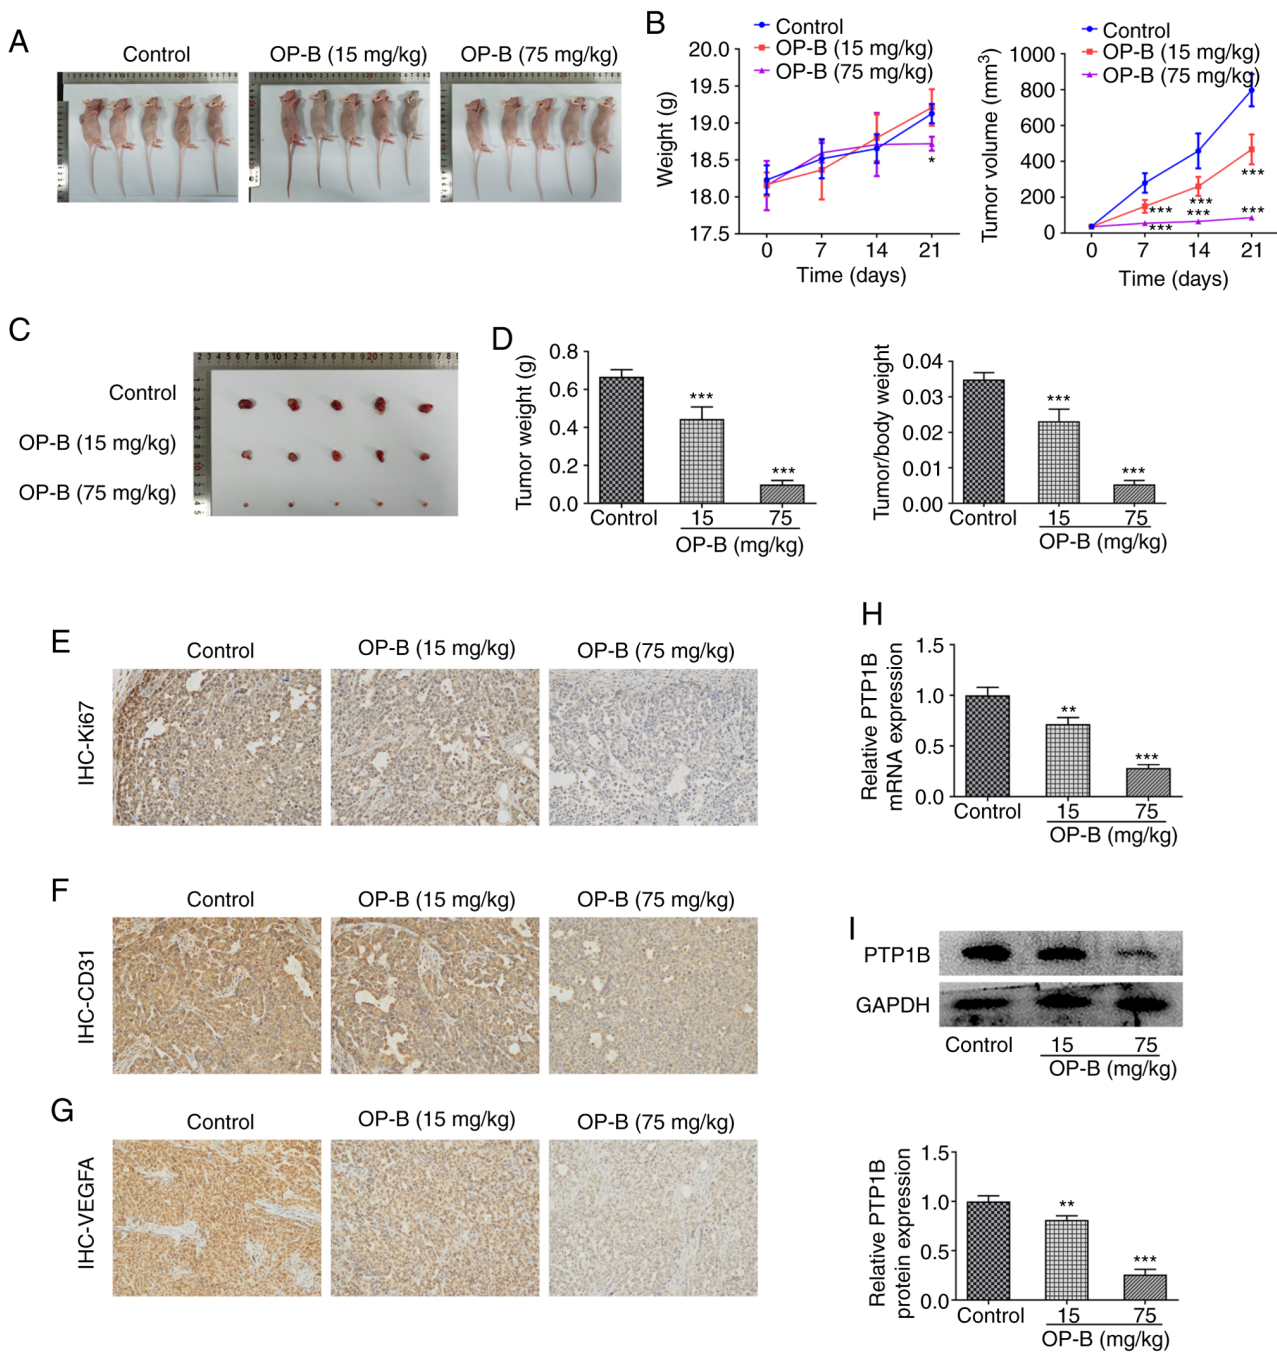 A
Control
OP-B (15 mg/kg)
OP-B (75 mg/kg)
B
Control
OP-B (15 mg/kg)
OP-B (75 mg/kg)
Weight (g)
20.0
19.5
19.0
18.5
18.0
17.5
*
0 7 14 21
Time (days)
Control
OP-B (15 mg/kg)
OP-B (75 mg/kg)
Tumor volume (nm³)
1000
800
600
400
200
0
***
***
***
***
***
***
0 7 14 21
Time (days)
C
Control
OP-B (15 mg/kg)
OP-B (75 mg/kg)
D
Tumor weight (g)
0.8
0.6
0.4
0.2
0.0
***
***
Control 15 75
OP-B (mg/kg)
Tumor/body weight
0.04
0.03
0.02
0.01
0.00
***
***
Control 15 75
OP-B (mg/kg)
E
Control
OP-B (15 mg/kg)
OP-B (75 mg/kg)
IHC-Ki67
F
Control
OP-B (15 mg/kg)
OP-B (75 mg/kg)
IHC-CD31
G
Control
OP-B (15 mg/kg)
OP-B (75 mg/kg)
IHC-VEGFA
H
Relative PTP1B
mRNA expression
1.5
1.0
0.5
0.0
**
***
Control 15 75
OP-B (mg/kg)
I
PTP1B
GAPDH
Control 15 75
OP-B (mg/kg)
Relative PTP1B
protein expression
1.5
1.0
0.5
0.0
**
***
Control 15 75
OP-B (mg/kg)